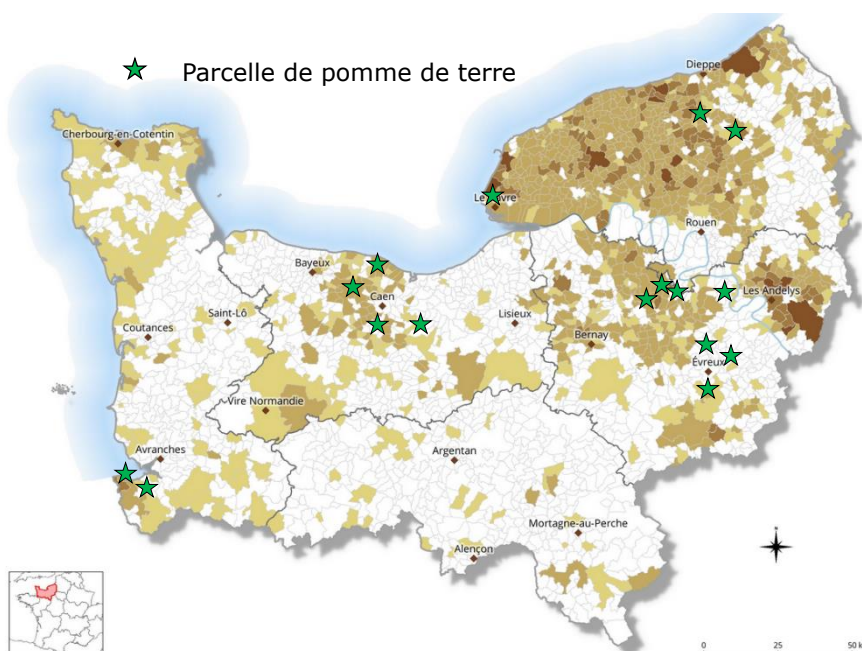 Parcelle de pomme de terre
Dieppe
Cherbourg-en-Cotentin
Le Havre
Rouen
Bayeux
Caen
Les Andelys
Saint-Lô
Lisieux
Coutances
Bernay
Évreux
Vire Normandie
Avranches
Argentan
Mortagne-au-Perche
Alençon
0 25 50 k